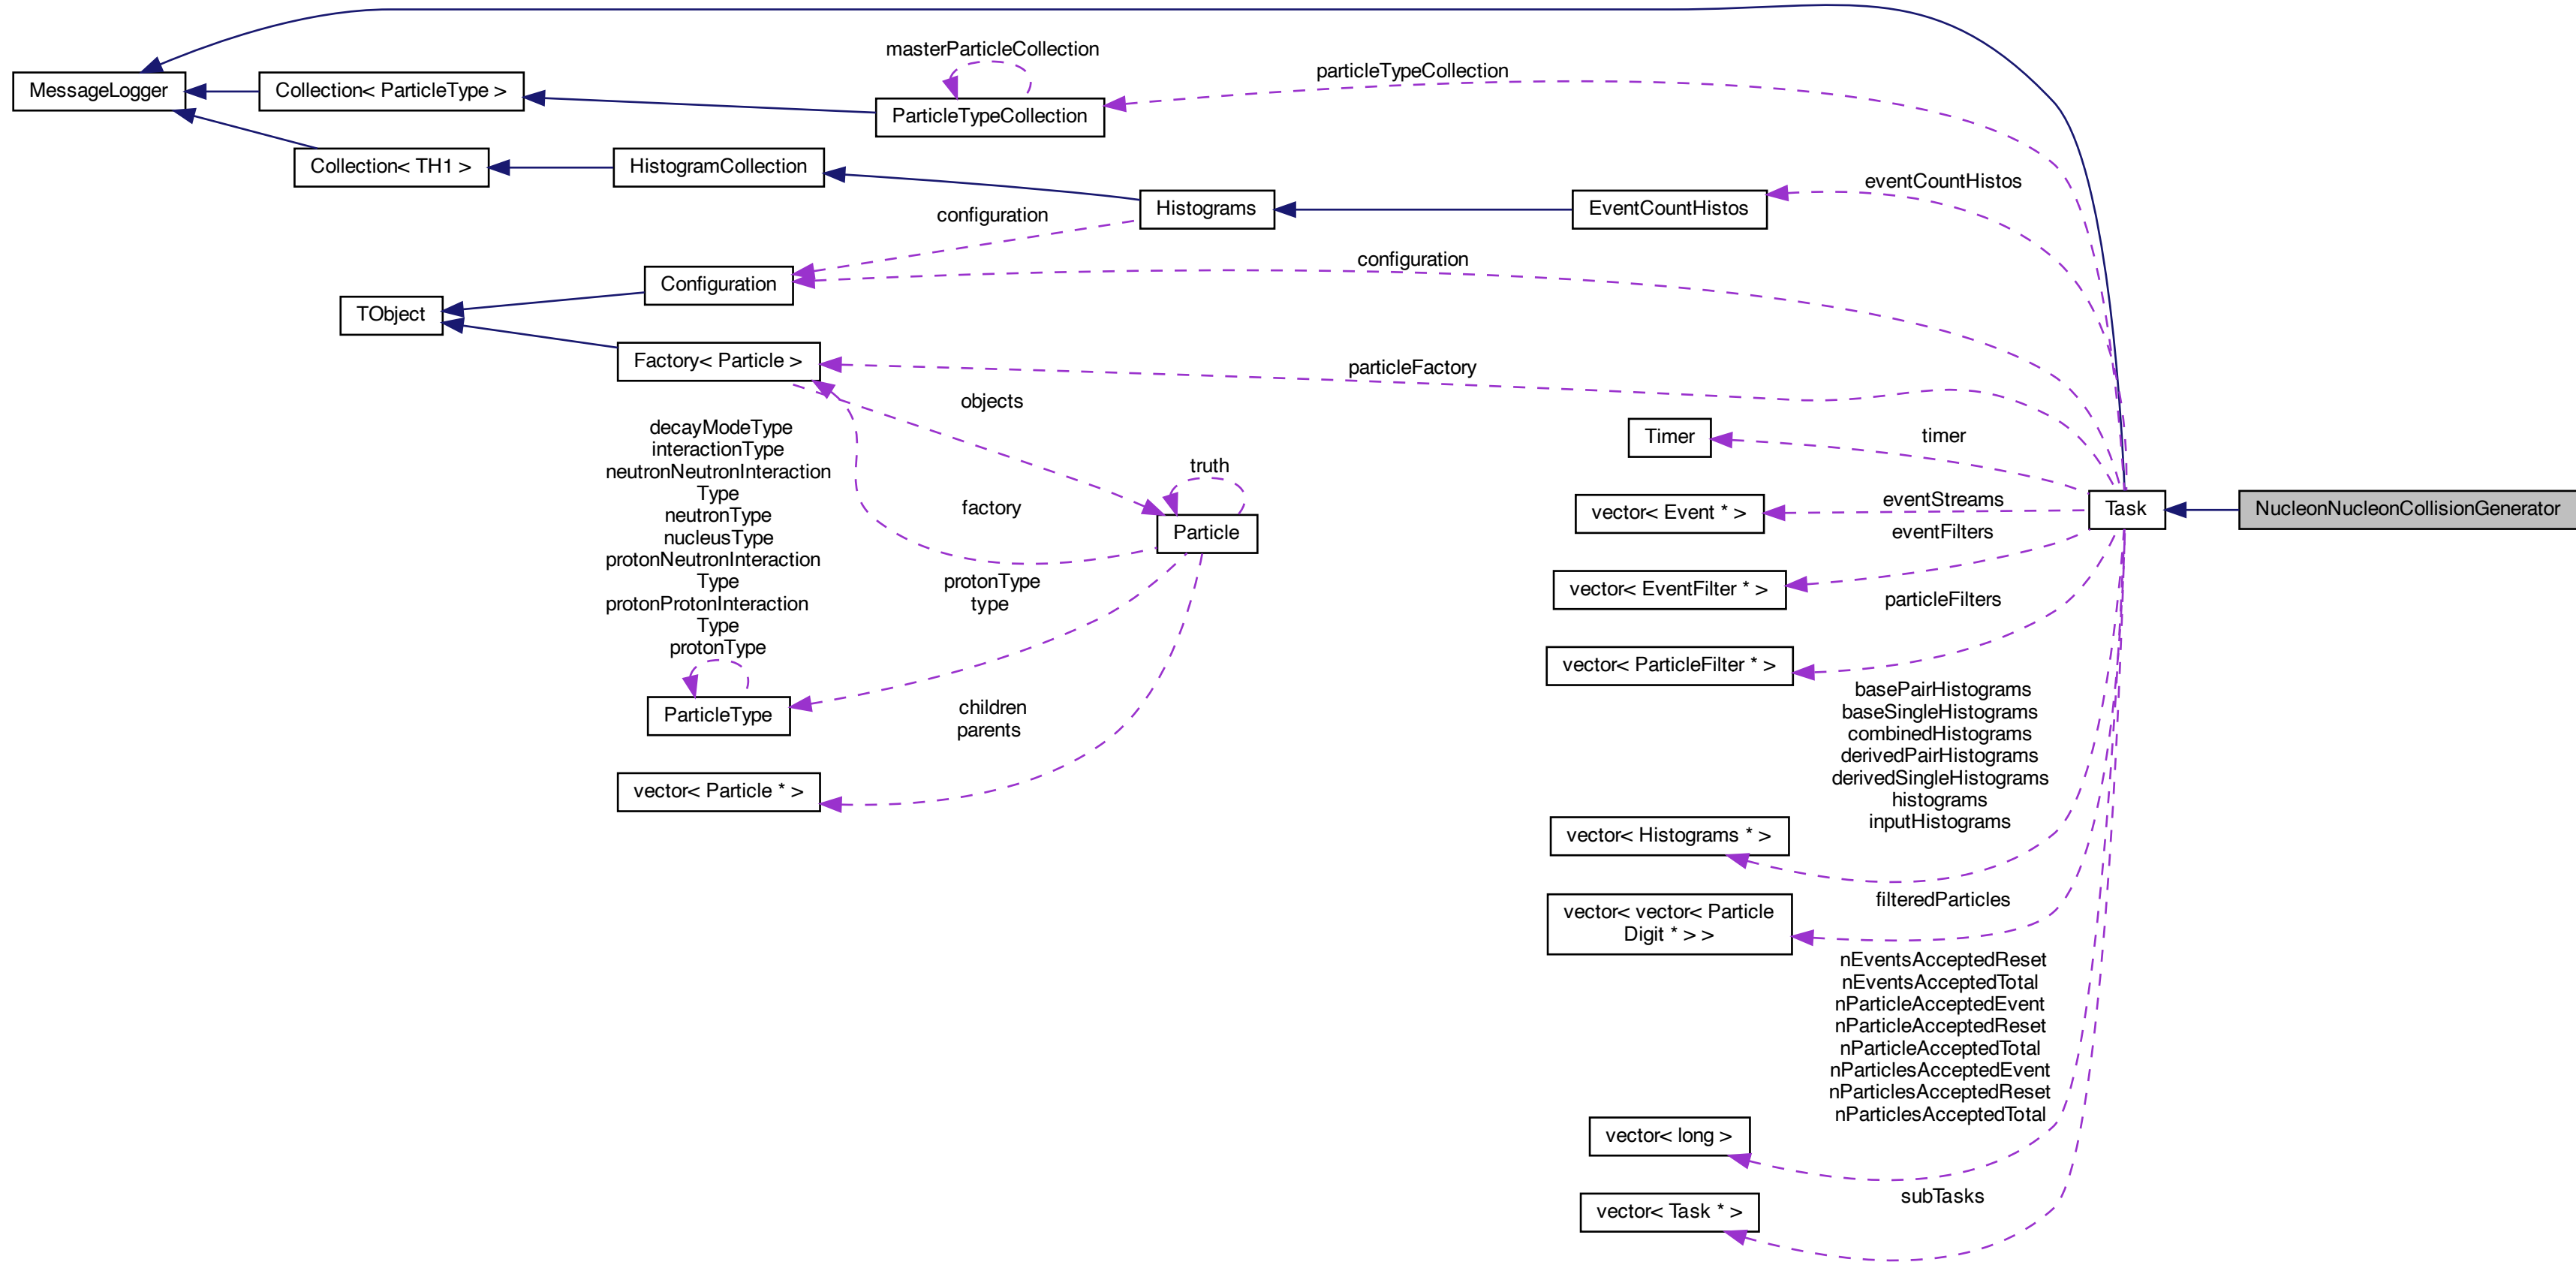 masterParticleCollection
particleTypeCollection
MessageLogger
Collection< ParticleType >
ParticleTypeCollection
Collection< TH1 >
HistogramCollection
eventCountHistos
Histograms
EventCountHistos
configuration
configuration
Configuration
TObject
Factory< Particle >
particleFactory
objects
decayModeType
interactionType
neutronNeutronInteraction
Type
neutronType
nucleusType
protonNeutronInteraction
Type
protonProtonInteraction
Type
protonType
truth
factory
Particle
protonType
type
ParticleType
children
parents
vector< Particle * >
Timer
timer
vector< Event * >
eventStreams
Task
NucleonNucleonCollisionGenerator
eventFilters
vector< EventFilter * >
particleFilters
vector< ParticleFilter * >
basePairHistograms
baseSingleHistograms
combinedHistograms
derivedPairHistograms
derivedSingleHistograms
histograms
inputHistograms
vector< Histograms * >
filteredParticles
vector< vector< Particle
Digit * > >
nEventsAcceptedReset
nEventsAcceptedTotal
nParticleAcceptedEvent
nParticleAcceptedReset
nParticleAcceptedTotal
nParticlesAcceptedEvent
nParticlesAcceptedReset
nParticlesAcceptedTotal
vector< long >
subTasks
vector< Task * >